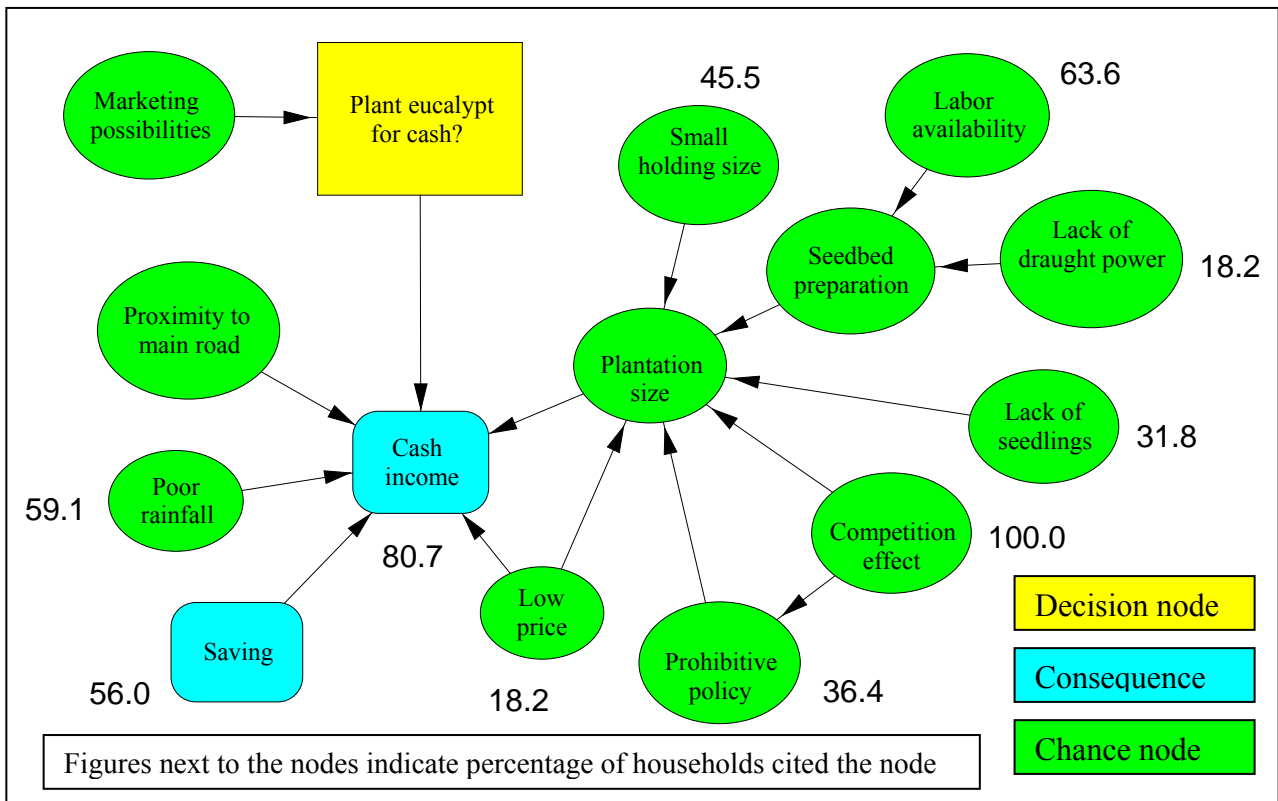 Marketing
possibilities
Plant eucalypt
for cash?
45.5
Small
holding size
63.6
Labor
availability
Seedbed
preparation
Lack of
draught power
18.2
Proximity to
main road
Plantation
size
Lack of
seedlings
31.8
Cash
income
80.7
Poor
rainfall
59.1
Competition
effect
100.0
Low
price
18.2
Saving
56.0
Prohibitive
policy
36.4
Decision node
Consequence
Chance node
Figures next to the nodes indicate percentage of households cited the node